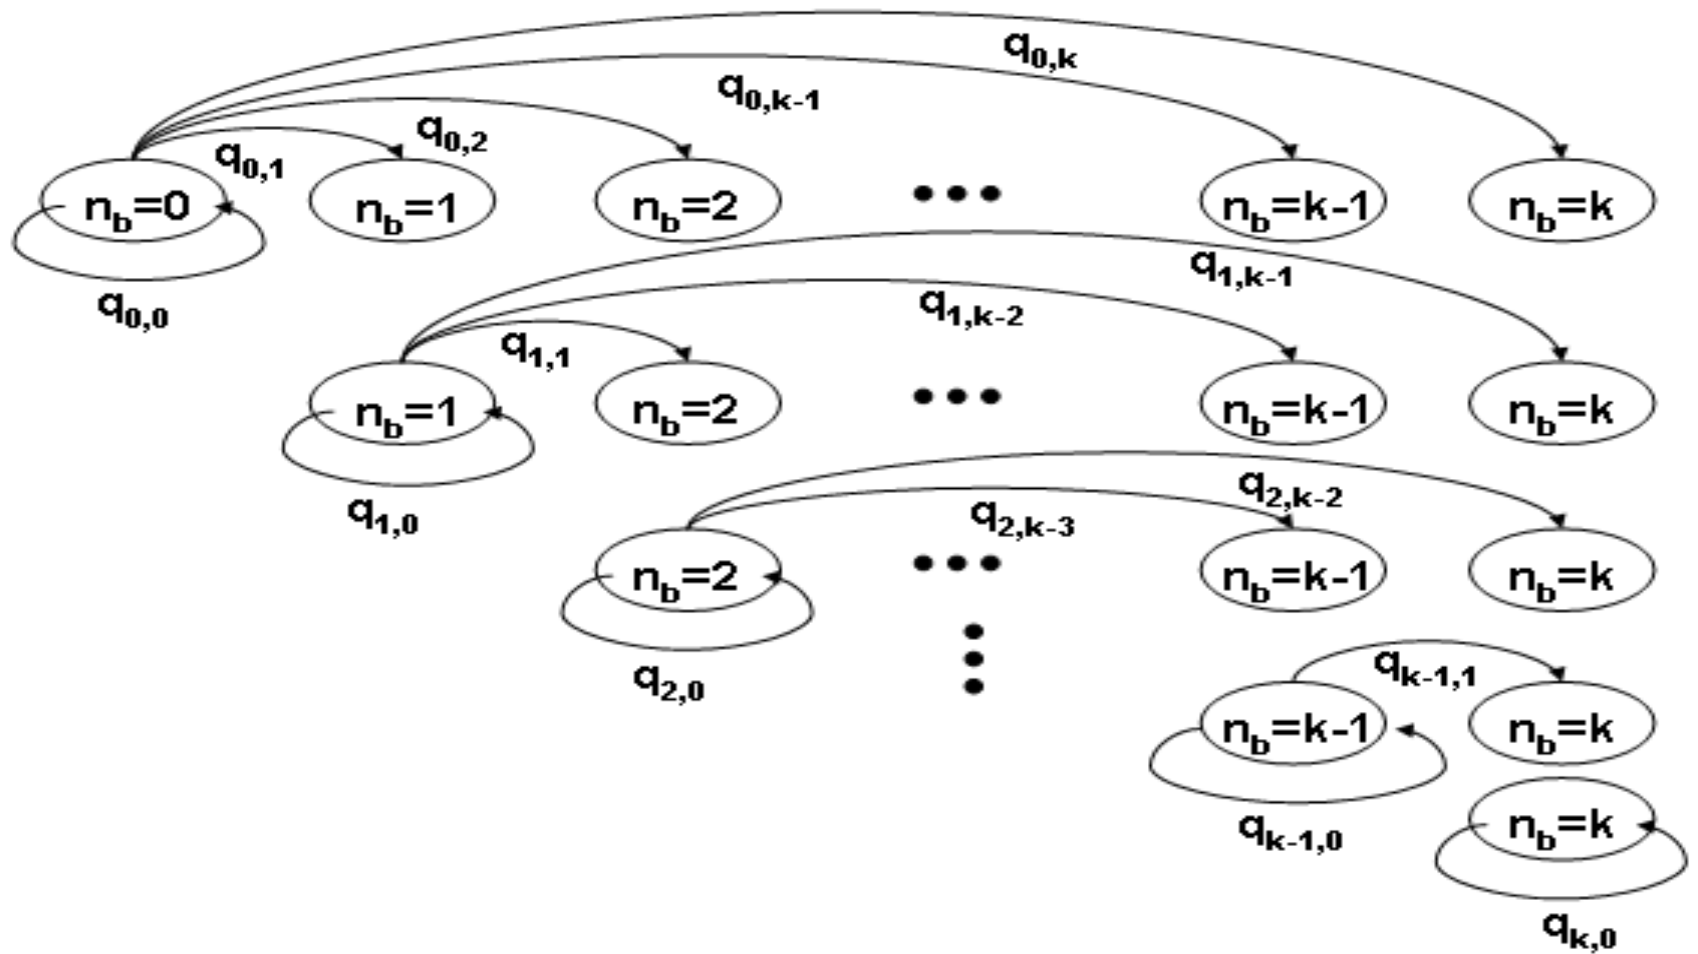 q0,k
q0,k-1
q0,2
q0,1
nb=0 nb=1 nb=2 nb=k-1 nb=k
q0,0
q1,k-1
q1,k-2
q1,1
nb=1 nb=2 nb=k-1 nb=k
q1,0
q2,k-2
q2,k-3
nb=2 nb=k-1 nb=k
q2,0
qk-1,1
nb=k-1 nb=k
qk-1,0
nb=k
qk,0